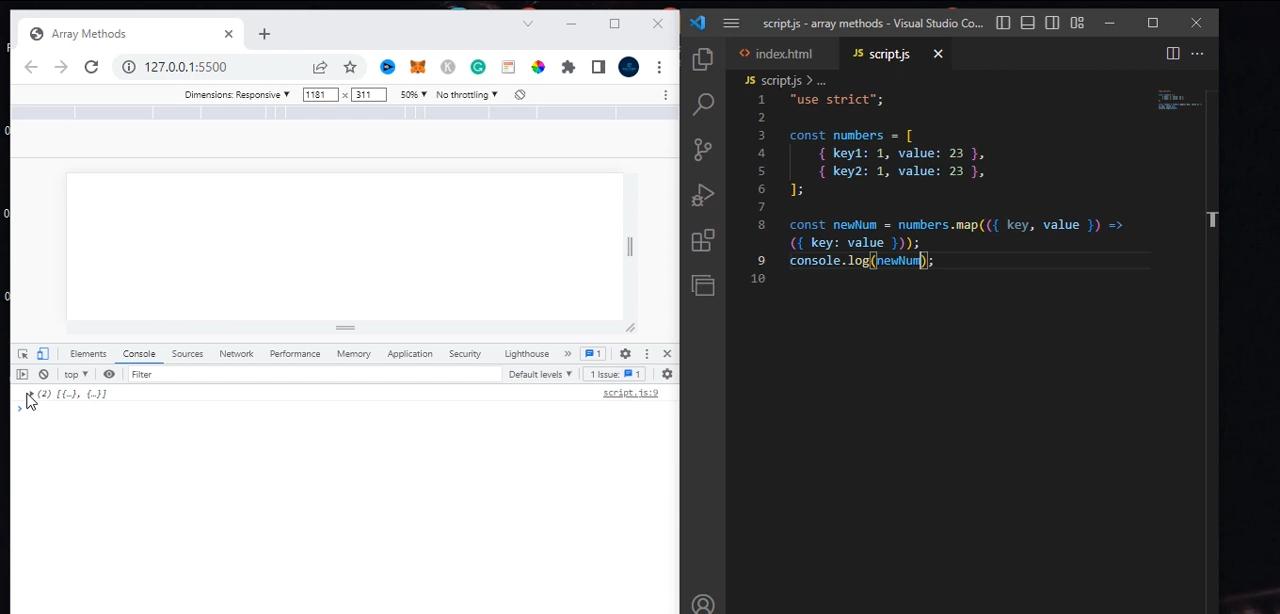 Array Methods
127.0.0.1:5500
Dimensions: Responsive ▼ 1181 × 311 50% ▼ No throttling ▼
Elements Console Sources Network Performance Memory Application Security Lighthouse » 1
top ▼ Filter Default levels ▼ 1 Issue: 1
(2) [{…}, {…}] script.js:9
script.js - array methods - Visual Studio Co...
index.html JS script.js
JS script.js > ...
1 "use strict";
2
3 const numbers = [
4 { key1: 1, value: 23 },
5 { key2: 1, value: 23 },
6 ];
7
8 const newNum = numbers.map(({ key, value }) =>
({ key: value }));
9 console.log(newNum);
10